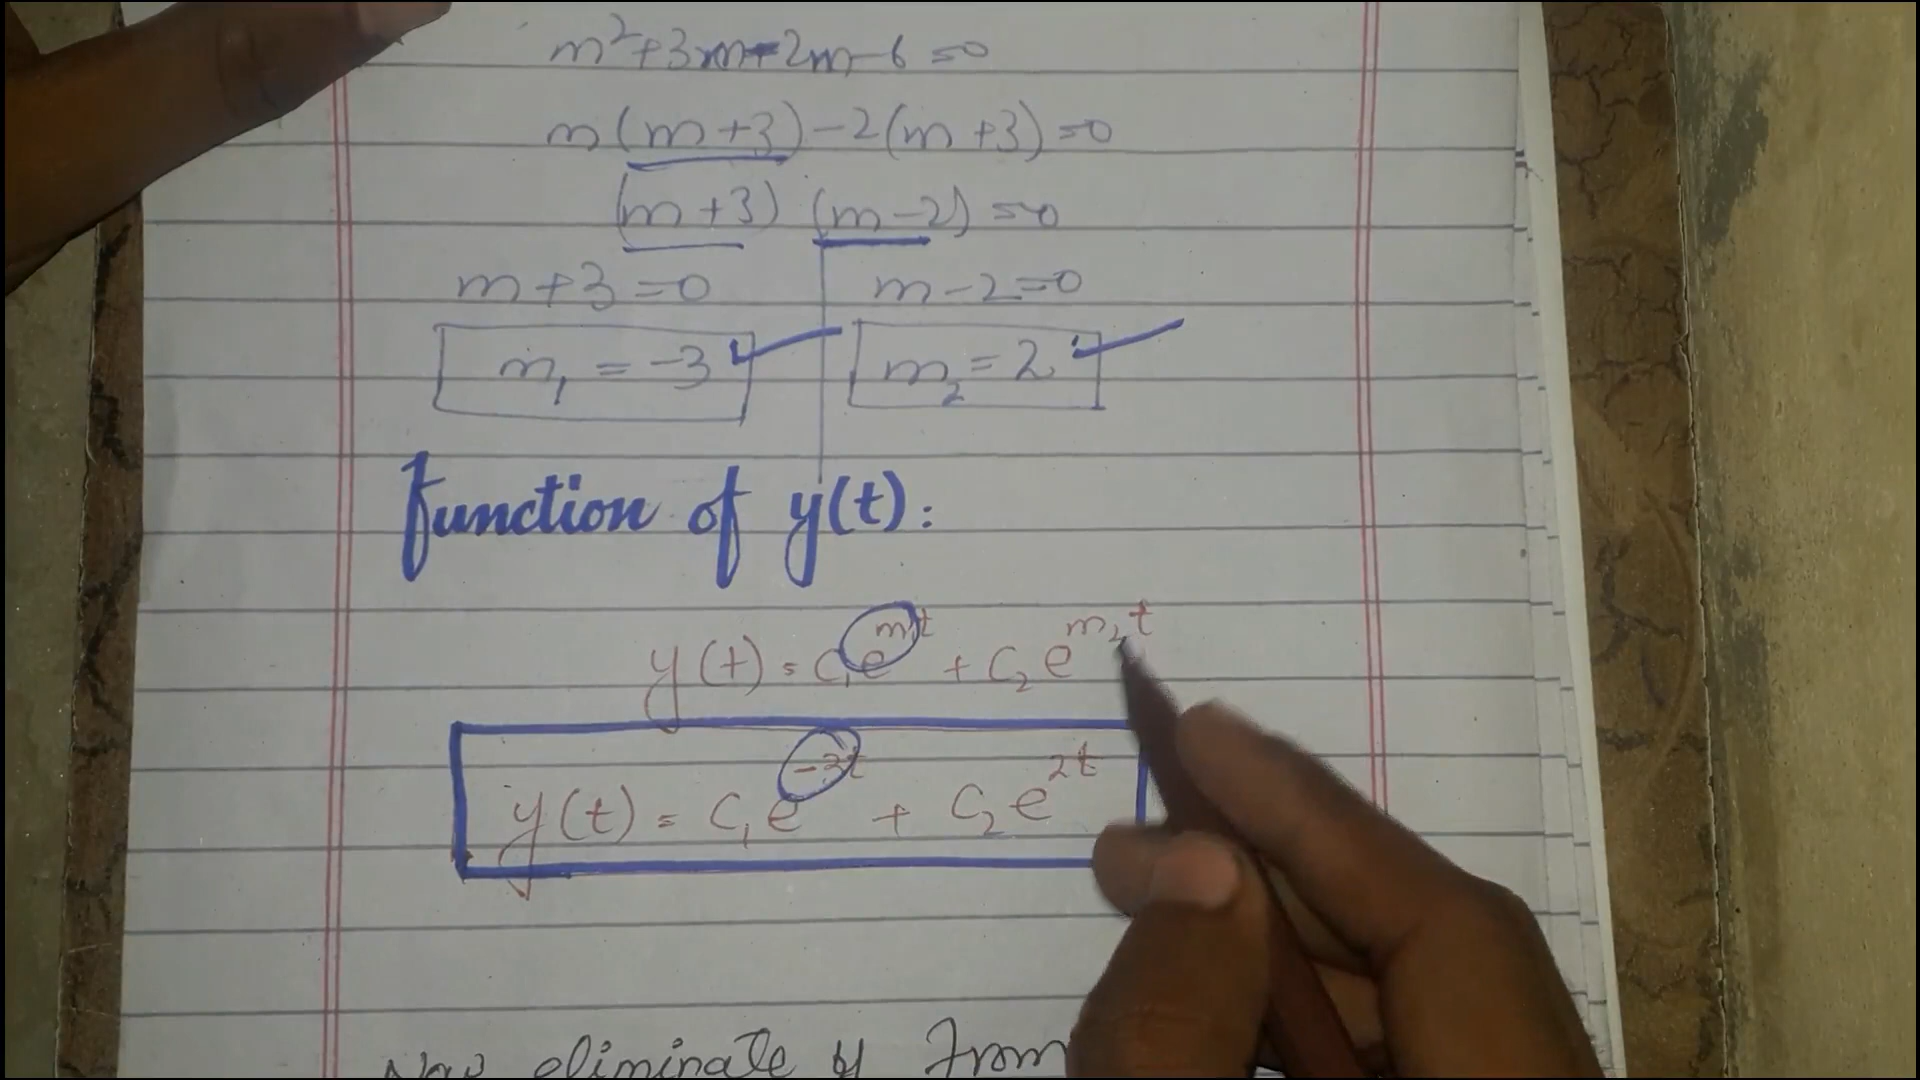 m²+3m-2m-6=0
m(m+3)-2(m+3)=0
(m+3) (m-2)=0
m+3=0 m-2=0
m₁ = -3 m₂ = 2
function of y(t):
y(t) = c₁e^m₁t + c₂e^m₂t
y(t) = c₁e^-3t + c₂e^2t
Now eliminate y from